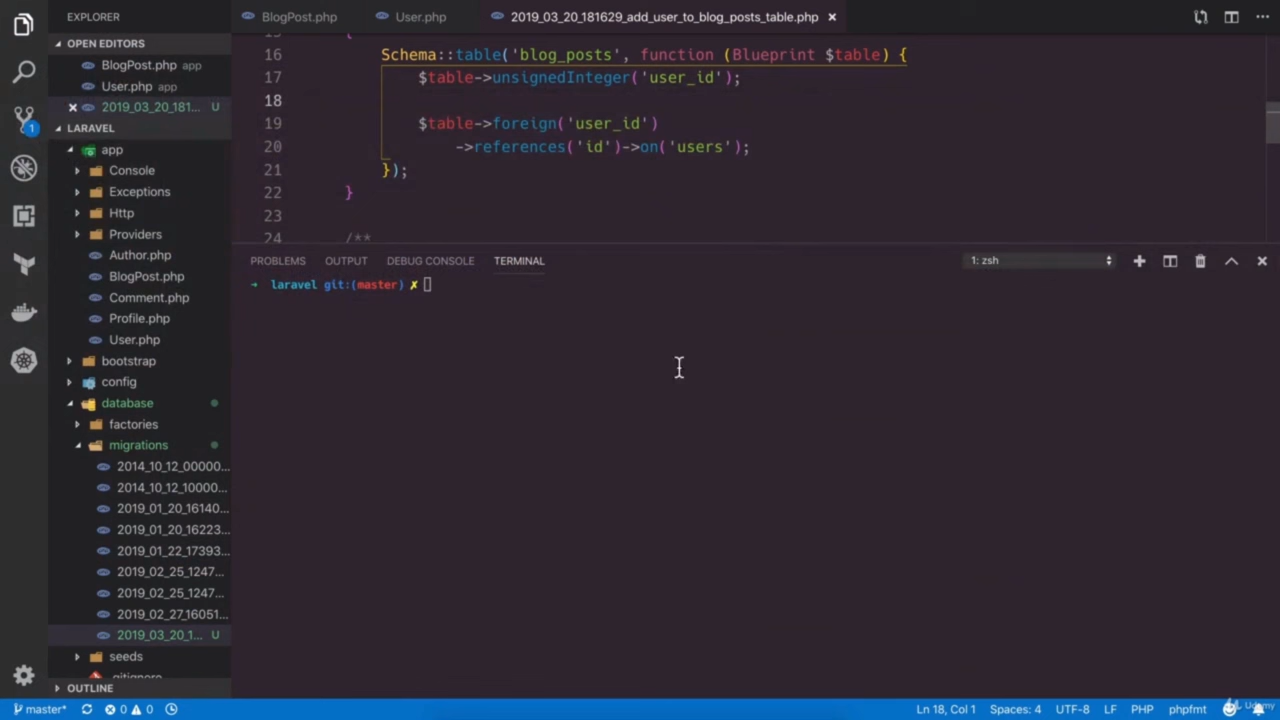 EXPLORER
BlogPost.php
User.php
2019_03_20_181629_add_user_to_blog_posts_table.php
OPEN EDITORS
BlogPost.php app
User.php app
2019_03_20_181... U
LARAVEL
app
Console
Exceptions
Http
Providers
Author.php
BlogPost.php
Comment.php
Profile.php
User.php
bootstrap
config
database
factories
migrations
2014_10_12_00000...
2014_10_12_10000...
2019_01_20_16140...
2019_01_20_16223...
2019_01_22_17393...
2019_02_25_1247...
2019_02_25_1247...
2019_02_27_16051...
2019_03_20_1... U
seeds
.gitignore
OUTLINE
1
15 {
16 Schema::table('blog_posts', function (Blueprint $table) {
17 $table->unsignedInteger('user_id');
18
19 $table->foreign('user_id')
20 ->references('id')->on('users');
21 });
22 }
23
24 /**
PROBLEMS OUTPUT DEBUG CONSOLE TERMINAL 1: zsh
→ laravel git:(master) ✗
master* 0 0 Ln 18, Col 1 Spaces: 4 UTF-8 LF PHP phpfmt
Udemy